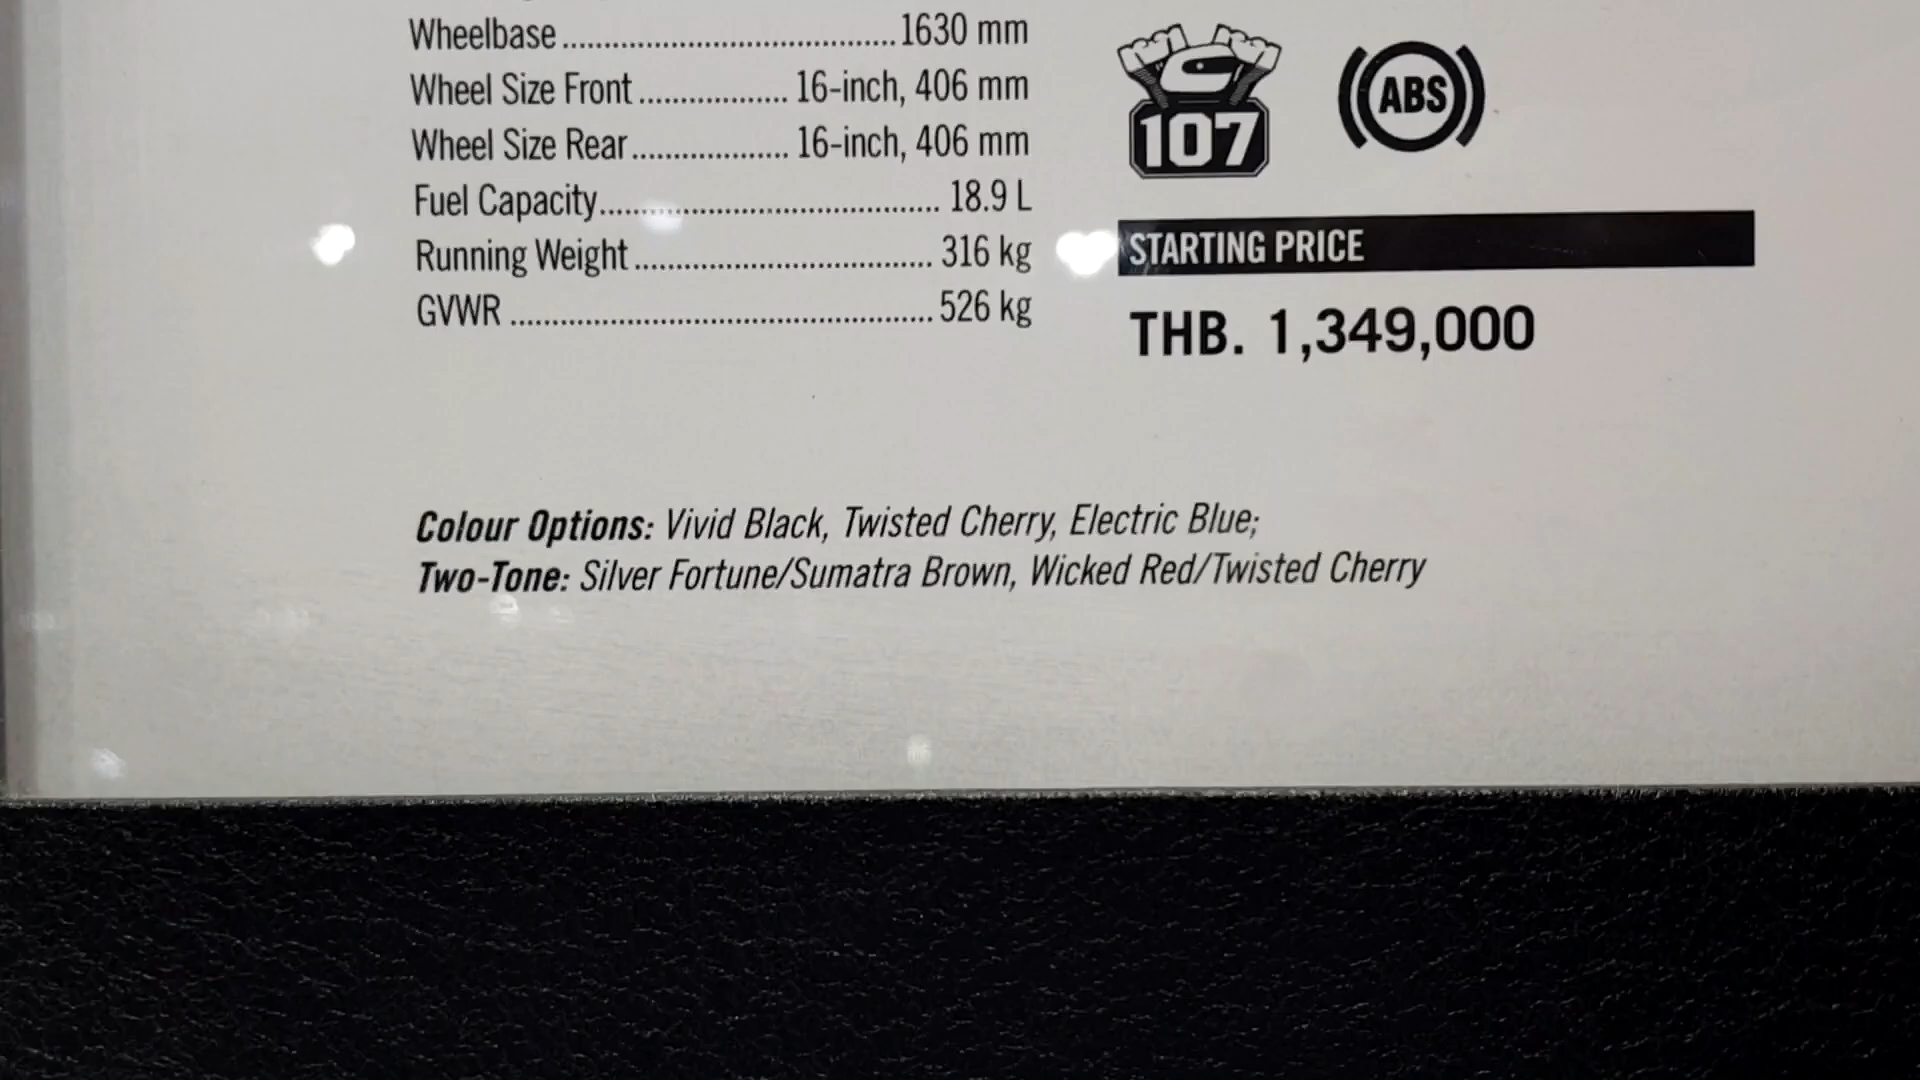 Wheelbase ........................................ 1630 mm
Wheel Size Front .................. 16-inch, 406 mm
Wheel Size Rear ................... 16-inch, 406 mm
Fuel Capacity ......................................... 18.9 L
Running Weight .................................... 316 kg
GVWR ................................................... 526 kg
107
ABS
STARTING PRICE
THB. 1,349,000
Colour Options: Vivid Black, Twisted Cherry, Electric Blue;
Two-Tone: Silver Fortune/Sumatra Brown, Wicked Red/Twisted Cherry